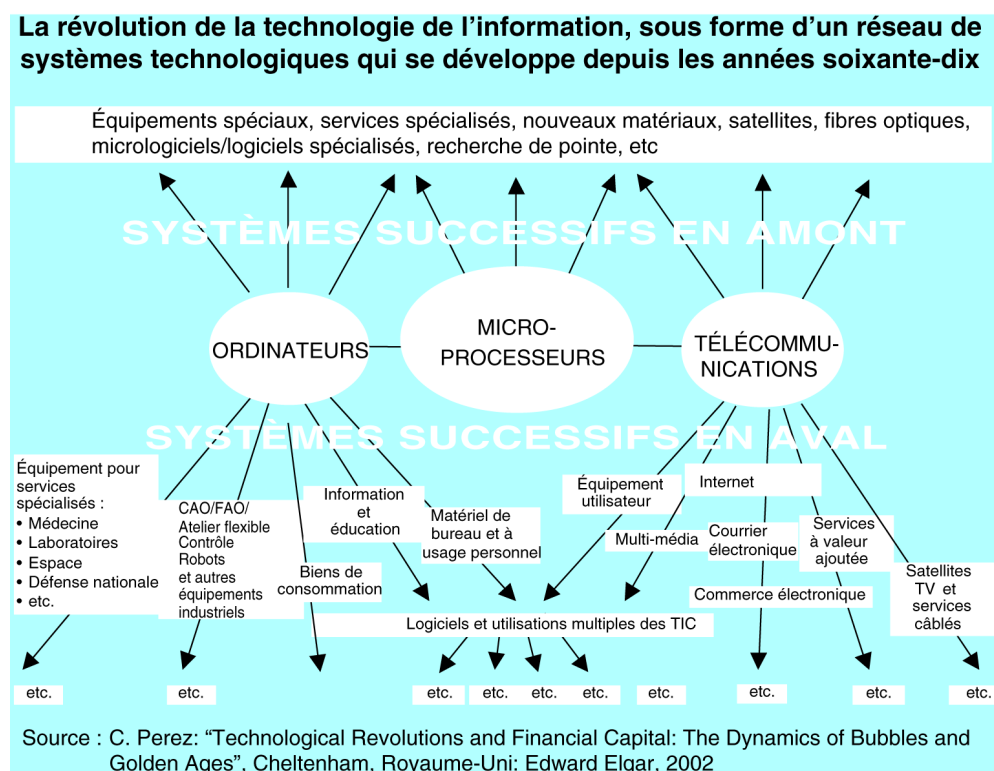 La révolution de la technologie de l'information, sous forme d'un réseau de
systèmes technologiques qui se développe depuis les années soixante-dix
Équipements spéciaux, services spécialisés, nouveaux matériaux, satellites, fibres optiques,
micrologiciels/logiciels spécialisés, recherche de pointe, etc
SYSTÈMES SUCCESSIFS EN AMONT
ORDINATEURS
MICRO-
PROCESSEURS
TÉLÉCOMMU-
NICATIONS
SYSTÈMES SUCCESSIFS EN AVAL
Équipement pour
services
spécialisés :
• Médecine
• Laboratoires
• Espace
• Défense nationale
• etc.
CAO/FAO/
Atelier flexible
Contrôle
Robots
et autres
équipements
industriels
Biens de
consommation
Information
et
éducation
Matériel de
bureau et à
usage personnel
Équipement
utilisateur
Multi-média
Internet
Courrier
électronique
Commerce électronique
Services
à valeur
ajoutée
Satellites
TV et
services
câblés
Logiciels et utilisations multiples des TIC
etc.
etc.
etc.
etc.
etc.
etc.
etc.
etc.
etc.
etc.
Source : C. Perez: “Technological Revolutions and Financial Capital: The Dynamics of Bubbles and
Golden Ages”, Cheltenham, Royaume-Uni: Edward Elgar, 2002